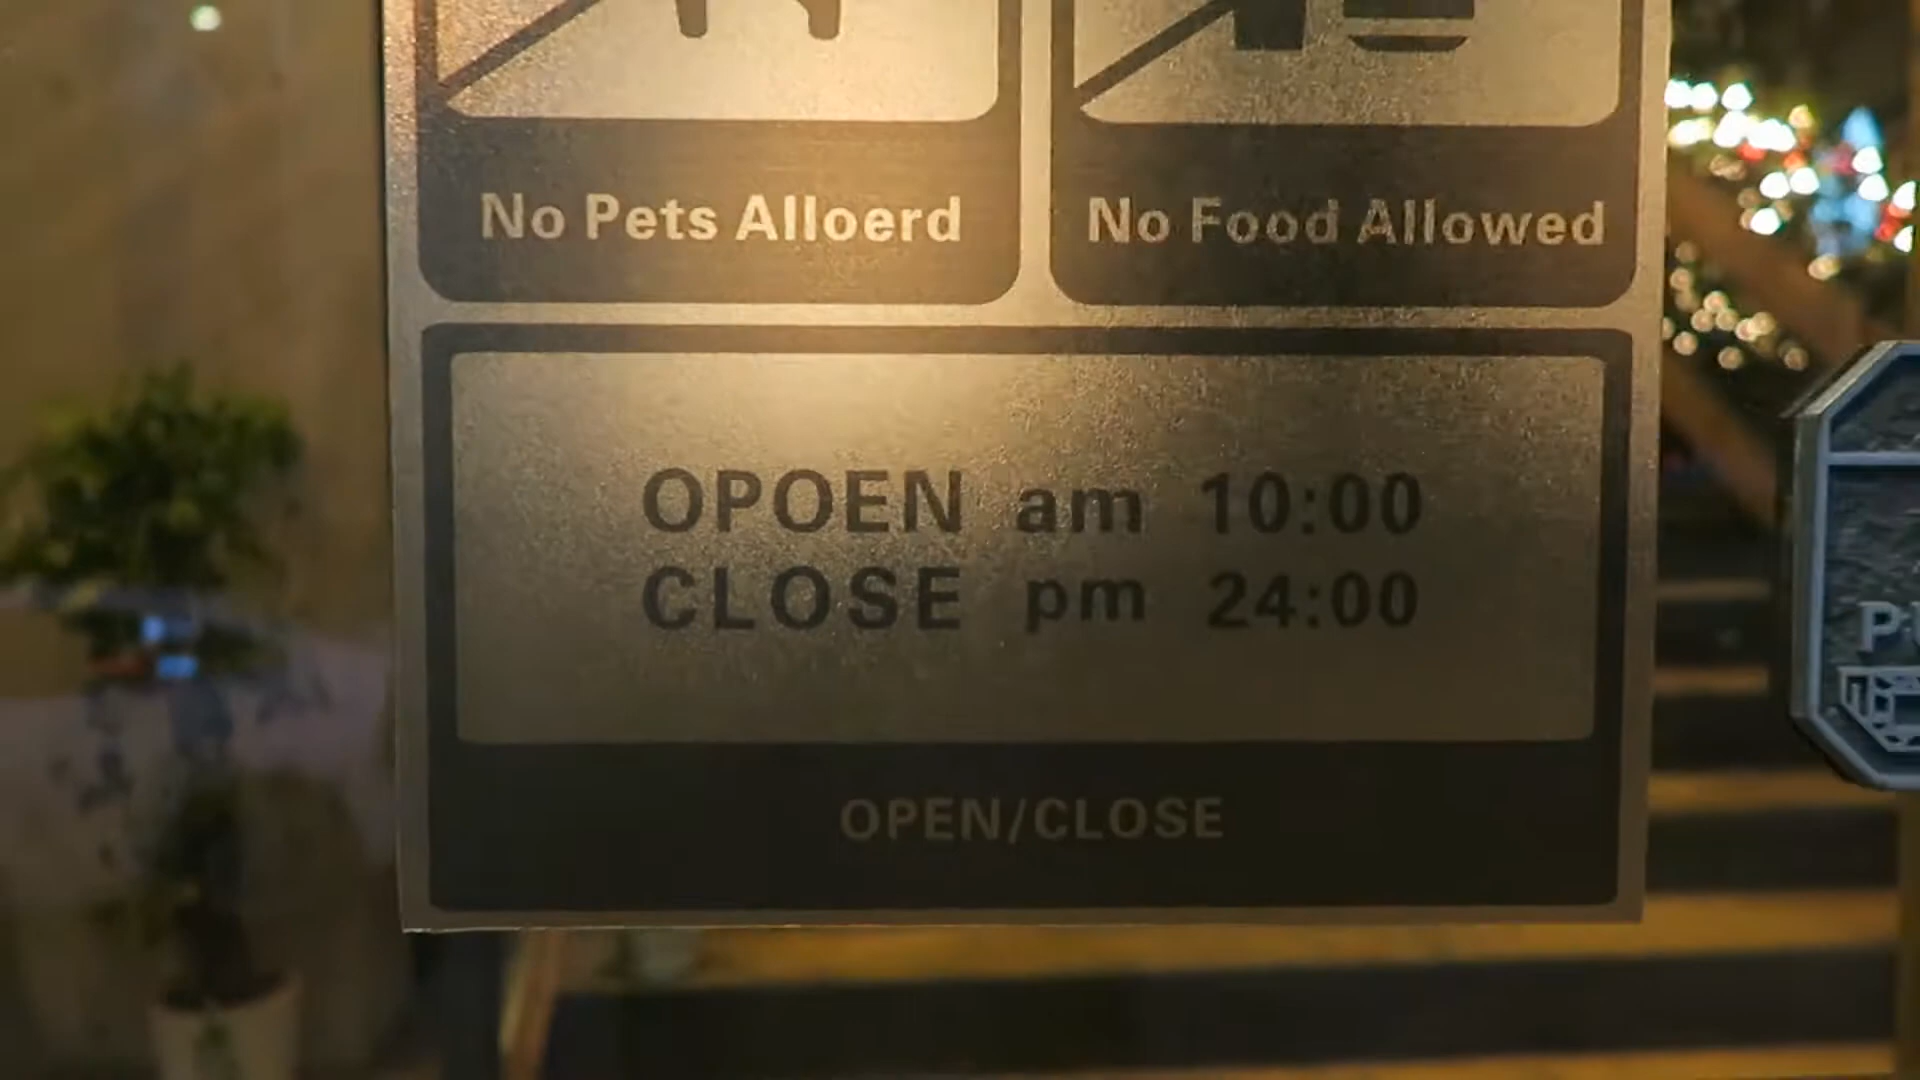 No Pets Alloerd
No Food Allowed
OPOEN am 10:00
CLOSE pm 24:00
OPEN/CLOSE